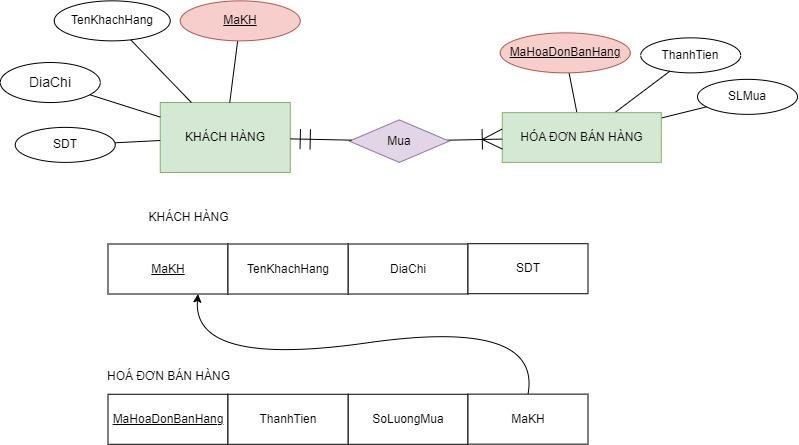 TenKhachHang
MaKH
MaHoaDonBanHang
ThanhTien
DiaChi
SLMua
KHÁCH HÀNG
HÓA ĐƠN BÁN HÀNG
SDT
Mua
KHÁCH HÀNG
MaKH TenKhachHang DiaChi SDT
HOÁ ĐƠN BÁN HÀNG
MaHoaDonBanHang ThanhTien SoLuongMua MaKH